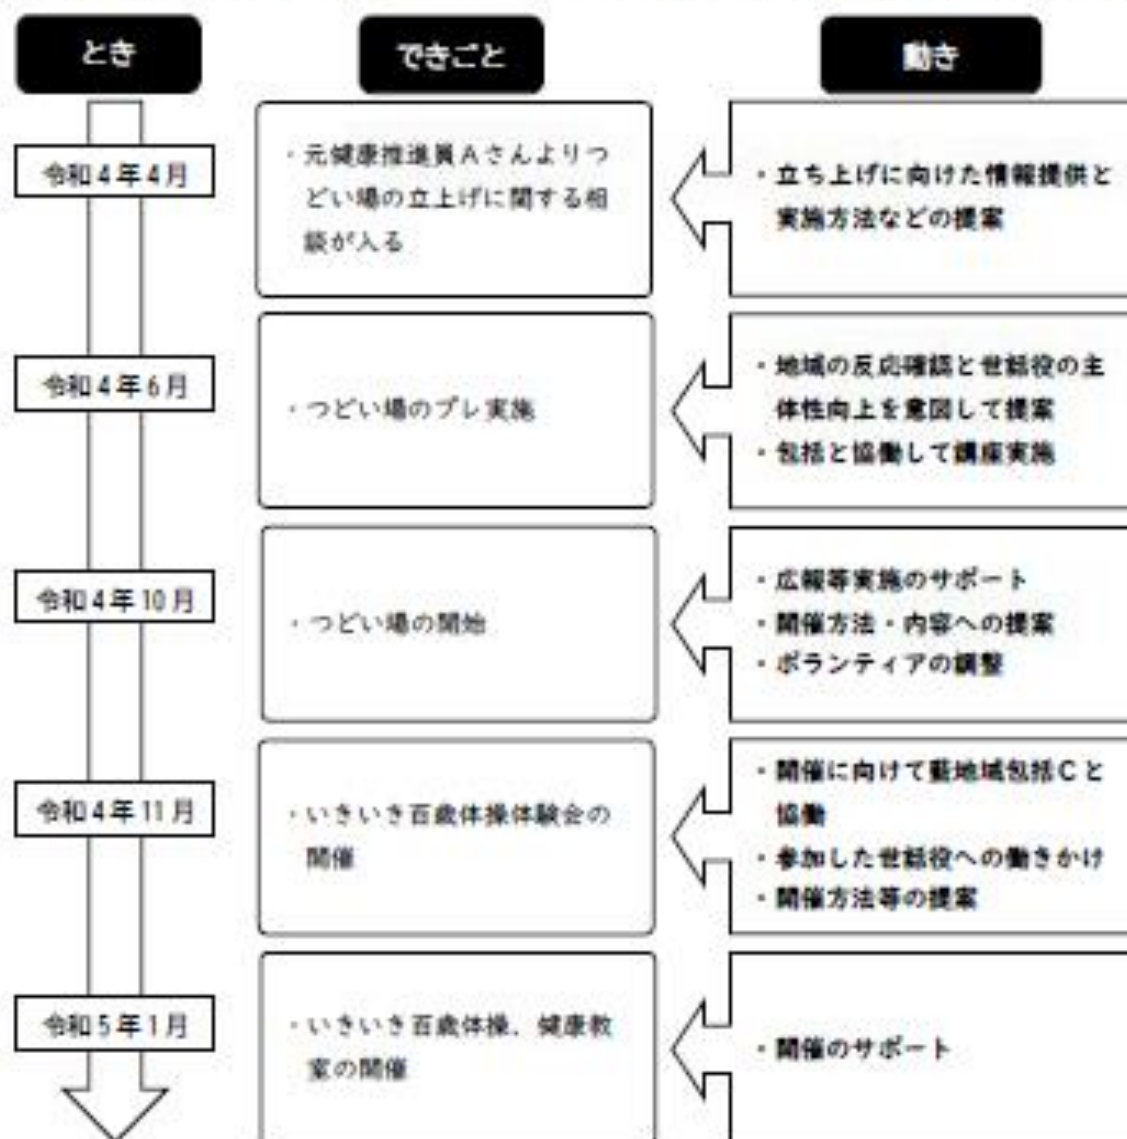 とき
できごと
動き
令和4年4月
・元健康推進員Aさんよりつ
どい場の立上げに関する相
談が入る
・立ち上げに向けた情報提供と
実施方法などの提案
令和4年6月
・つどい場のプレ実施
・地域の反応確認と世話役の主
体性向上を意図して提案
・包括と協働して講座実施
令和4年10月
・つどい場の開始
・広報等実施のサポート
・開催方法・内容への提案
・ボランティアの調整
令和4年11月
・いきいき百歳体操体験会の
開催
・開催に向けて藍地域包括Cと
協働
・参加した世話役への働きかけ
・開催方法等の提案
令和5年1月
・いきいき百歳体操、健康教
室の開催
・開催のサポート